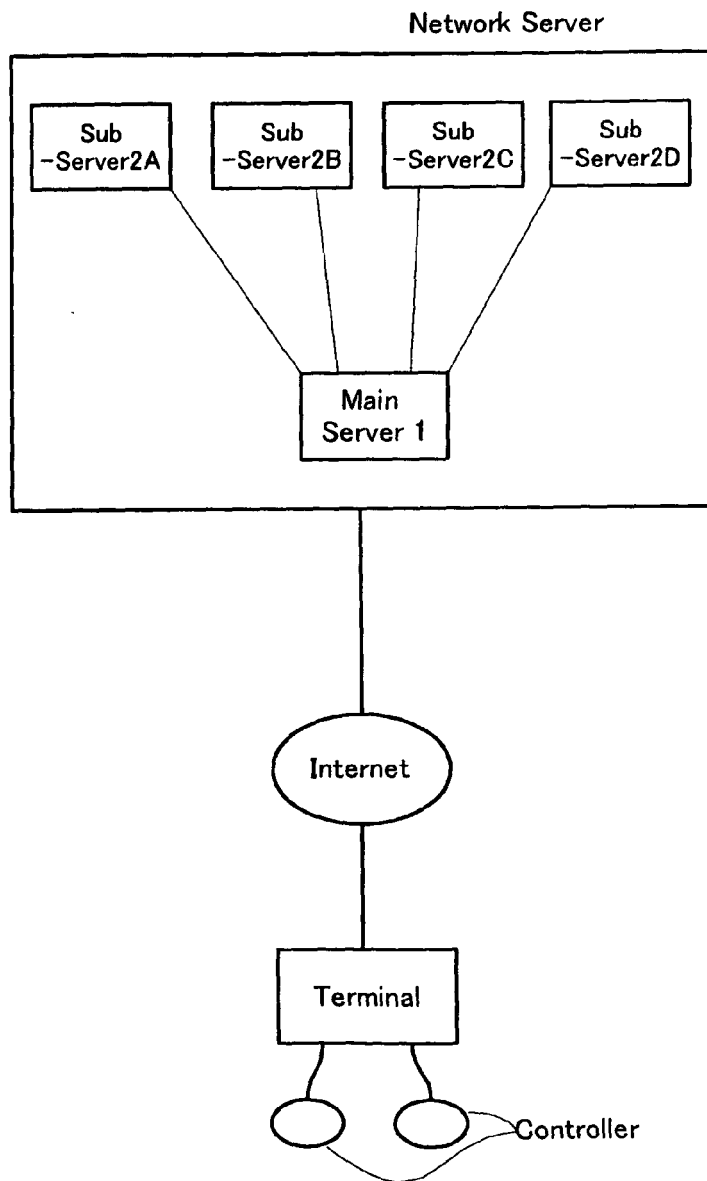 Network Server
Sub
-Server2A
Sub
-Server2B
Sub
-Server2C
Sub
-Server2D
Main
Server 1
Internet
Terminal
Controller